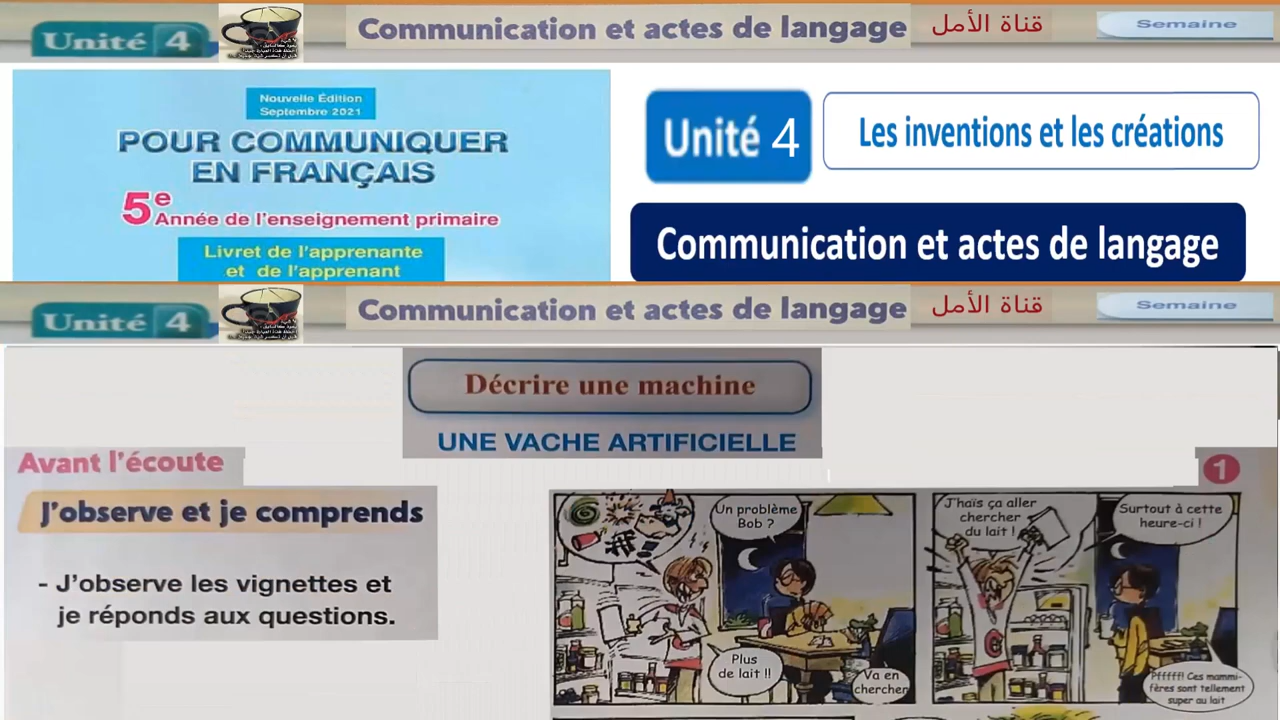 Unité 4
Communication et actes de langage
قناة الأمل
Semaine
Nouvelle Édition
Septembre 2021
POUR COMMUNIQUER
EN FRANÇAIS
5e
Année de l'enseignement primaire
Livret de l'apprenante
et de l'apprenant
Unité 4
Les inventions et les créations
Communication et actes de langage
Unité 4
Communication et actes de langage
قناة الأمل
Semaine
Décrire une machine
UNE VACHE ARTIFICIELLE
Avant l'écoute
1
J'observe et je comprends
- J'observe les vignettes et
je réponds aux questions.
Un problème
Bob ?
Plus
de lait !!
Va en
chercher
J'haïs ça aller
chercher
du lait !
Surtout à cette
heure-ci !
Pfffff! Ces mammi-
fères sont tellement
super au lait